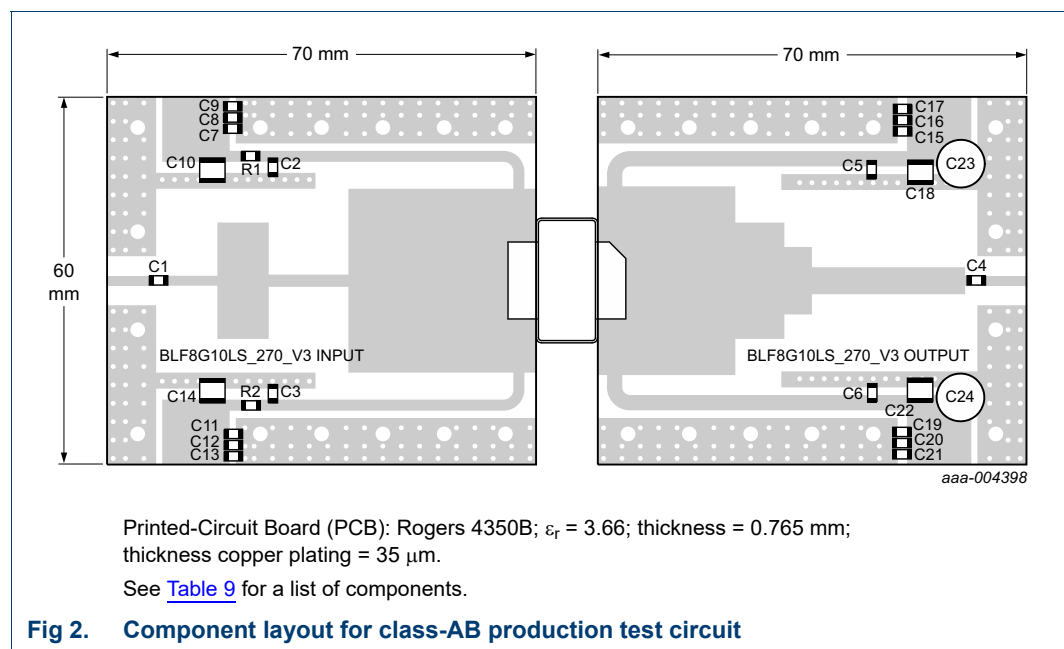 70 mm
70 mm
60
mm
C9
C8
C7
C10
R1
C2
C1
BLF8G10LS_270_V3 INPUT
C14
R2
C3
C11
C12
C13
C17
C16
C15
C5
C18
C23
C4
BLF8G10LS_270_V3 OUTPUT
C6
C22
C24
C19
C20
C21
aaa-004398
Printed-Circuit Board (PCB): Rogers 4350B; εr = 3.66; thickness = 0.765 mm;
thickness copper plating = 35 μm.
See Table 9 for a list of components.
Fig 2. Component layout for class-AB production test circuit